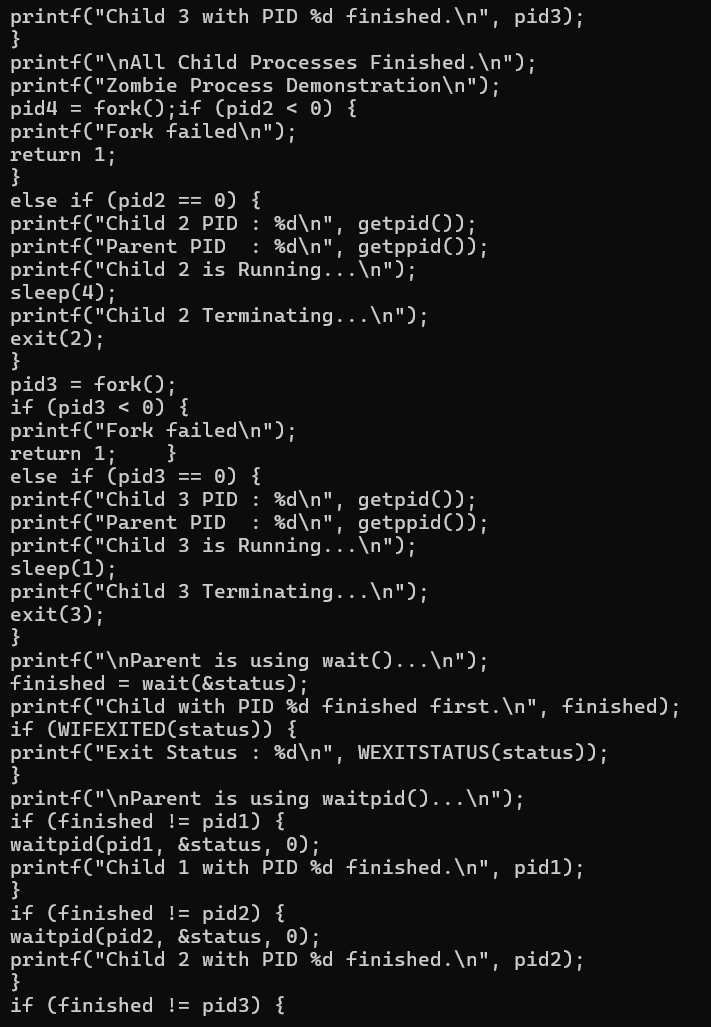 printf("Child 3 with PID %d finished.\n", pid3);
}
printf("\nAll Child Processes Finished.\n");
printf("Zombie Process Demonstration\n");
pid4 = fork();if (pid2 < 0) {
printf("Fork failed\n");
return 1;
}
else if (pid2 == 0) {
printf("Child 2 PID : %d\n", getpid());
printf("Parent PID  : %d\n", getppid());
printf("Child 2 is Running...\n");
sleep(4);
printf("Child 2 Terminating...\n");
exit(2);
}
pid3 = fork();
if (pid3 < 0) {
printf("Fork failed\n");
return 1;    }
else if (pid3 == 0) {
printf("Child 3 PID : %d\n", getpid());
printf("Parent PID  : %d\n", getppid());
printf("Child 3 is Running...\n");
sleep(1);
printf("Child 3 Terminating...\n");
exit(3);
}
printf("\nParent is using wait()...\n");
finished = wait(&status);
printf("Child with PID %d finished first.\n", finished);
if (WIFEXITED(status)) {
printf("Exit Status : %d\n", WEXITSTATUS(status));
}
printf("\nParent is using waitpid()...\n");
if (finished != pid1) {
waitpid(pid1, &status, 0);
printf("Child 1 with PID %d finished.\n", pid1);
}
if (finished != pid2) {
waitpid(pid2, &status, 0);
printf("Child 2 with PID %d finished.\n", pid2);
}
if (finished != pid3) {